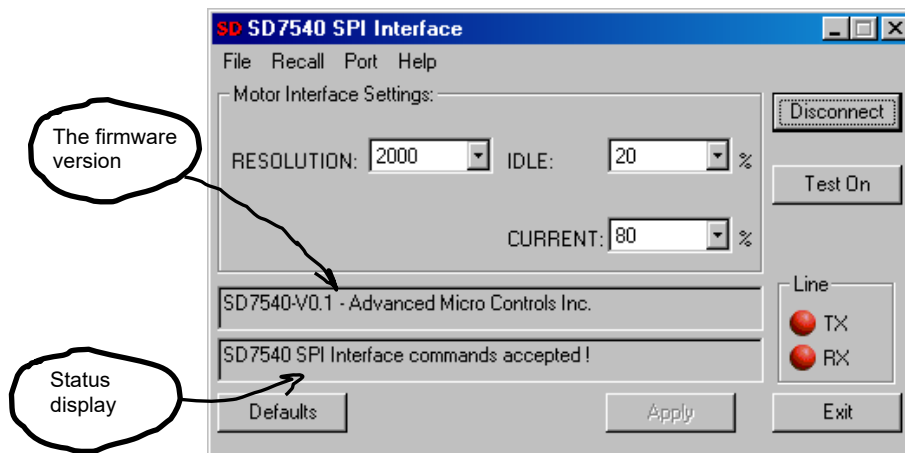 SD SD7540 SPI Interface
File Recall Port Help
Motor Interface Settings:
The firmware
version
RESOLUTION: 2000 IDLE: 20 %
CURRENT: 80 %
Disconnect
Test On
SD7540-V0.1 - Advanced Micro Controls Inc.
SD7540 SPI Interface commands accepted !
Line
TX
RX
Status
display
Defaults
Apply
Exit